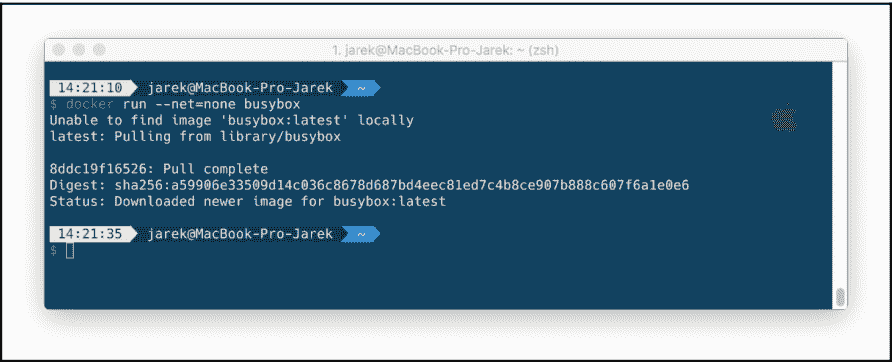 1. jarek@MacBook-Pro-Jarek: ~ (zsh)
14:21:10 jarek@MacBook-Pro-Jarek ~
$ docker run --net=none busybox
Unable to find image 'busybox:latest' locally
latest: Pulling from library/busybox
8ddc19f16526: Pull complete
Digest: sha256:a59906e33509d14c036c8678d687bd4eec81ed7c4b8ce907b888c607f6a1e0e6
Status: Downloaded newer image for busybox:latest
14:21:35 jarek@MacBook-Pro-Jarek ~
$